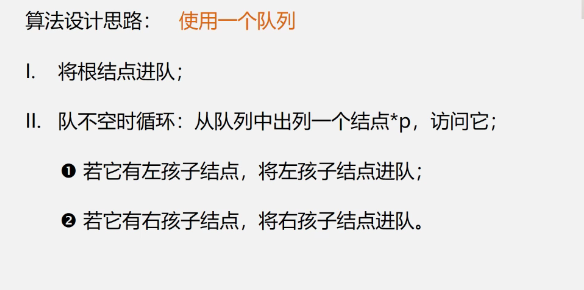 算法设计思路： 使用一个队列
I. 将根结点进队；
II. 队不空时循环：从队列中出列一个结点*p，访问它；
❶ 若它有左孩子结点，将左孩子结点进队；
❷ 若它有右孩子结点，将右孩子结点进队。